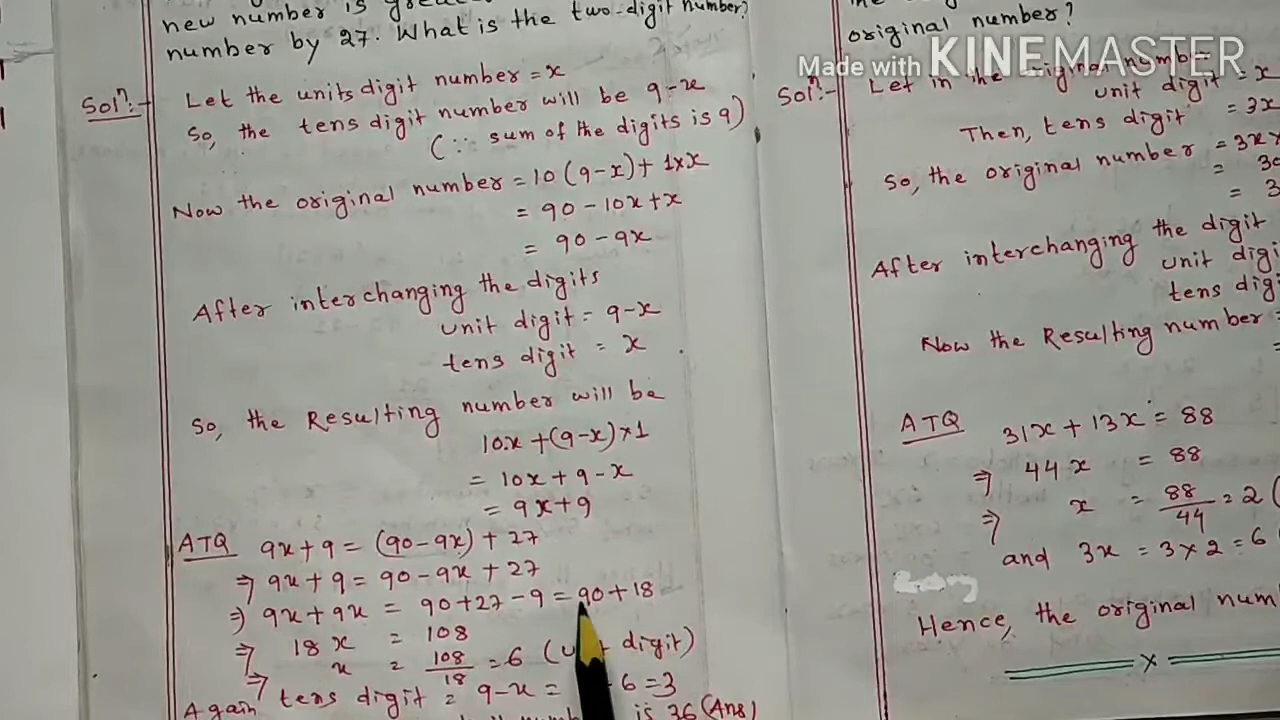 new number is
number by 27. What is the two-digit number?
Solⁿ:- Let the units digit number = x
So, the tens digit number will be 9-x
(∵ sum of the digits is 9)
Now the original number = 10(9-x) + 1×x
= 90 - 10x + x
= 90 - 9x
After interchanging the digits
unit digit = 9-x
tens digit = x
So, the Resulting number will be
10x + (9-x)×1
= 10x + 9 - x
= 9x + 9
ATQ 9x + 9 = (90 - 9x) + 27
⇒ 9x + 9 = 90 - 9x + 27
⇒ 9x + 9x = 90 + 27 - 9 = 90 + 18
⇒ 18x = 108
⇒ x = 108/18 = 6 (digit)
Again tens digit = 9-x = - 6 = 3
is 36 (Ans)
original number?
Made with KINEMASTER
Solⁿ:- Let in the original number
unit digit = x
Then, tens digit = 3x
So, the original number = 3x
After interchanging the digit
unit
tens
Now the Resulting number =
ATQ 31x + 13x = 88
⇒ 44x = 88
⇒ x = 88/44 = 2 (
and 3x = 3×2 = 6
Hence, the original
x